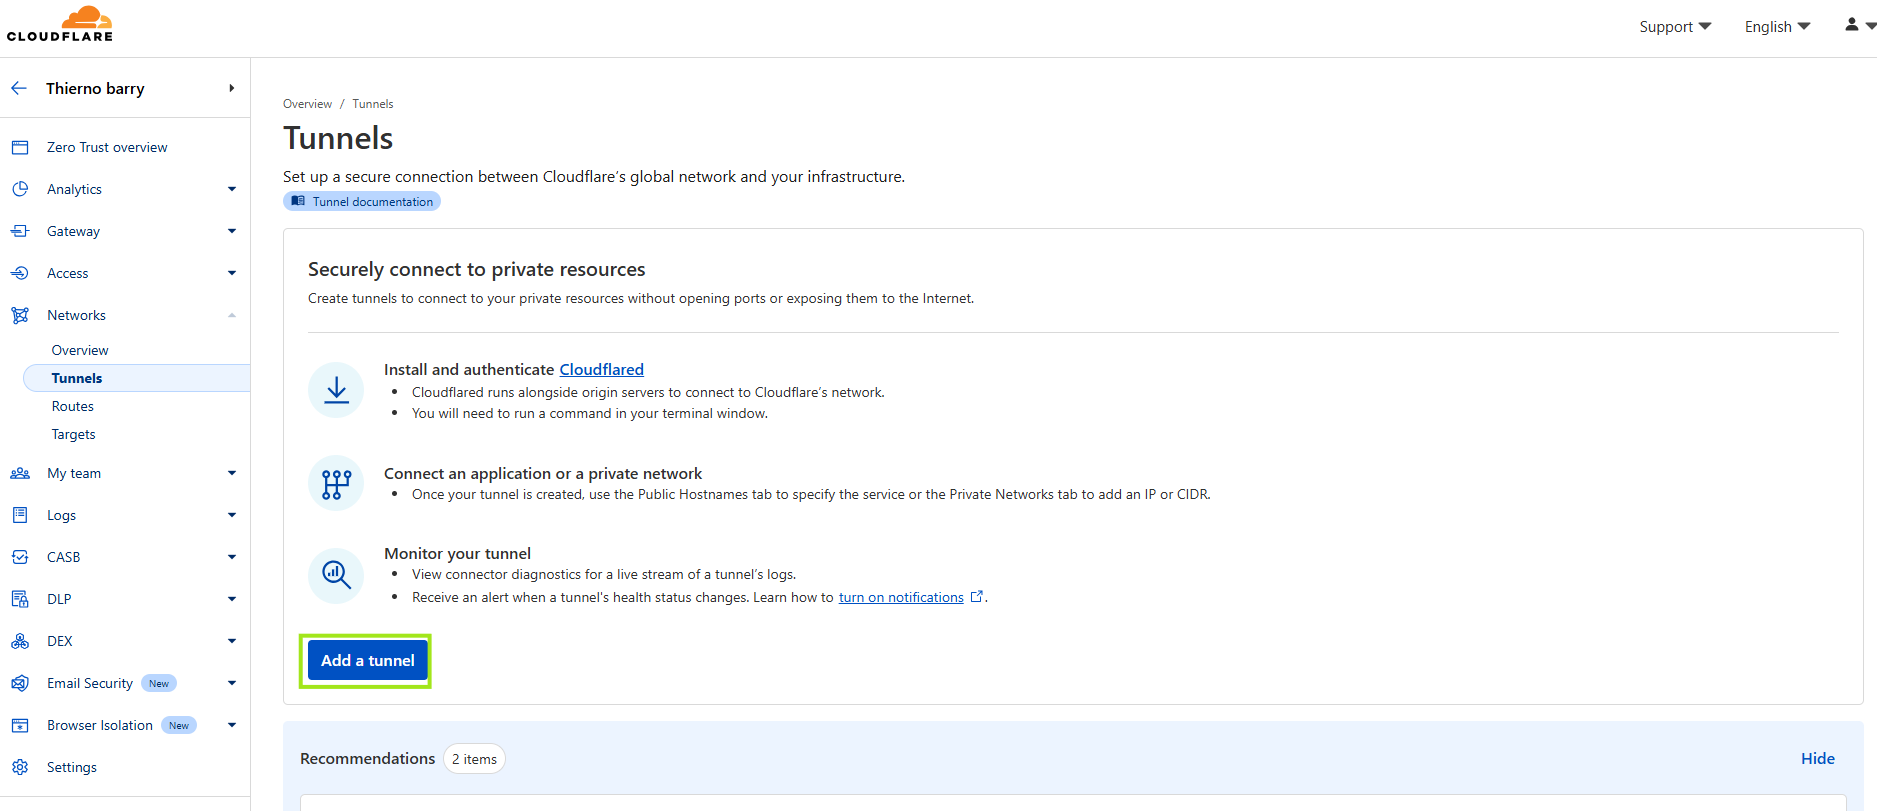 CLOUDFLARE
Support
English
Thierno barry
Zero Trust overview
Analytics
Gateway
Access
Networks
Overview
Tunnels
Routes
Targets
My team
Logs
CASB
DLP
DEX
Email Security New
Browser Isolation New
Settings
Overview / Tunnels
Tunnels
Set up a secure connection between Cloudflare’s global network and your infrastructure.
Tunnel documentation
Securely connect to private resources
Create tunnels to connect to your private resources without opening ports or exposing them to the Internet.
Install and authenticate Cloudflared
• Cloudflared runs alongside origin servers to connect to Cloudflare’s network.
• You will need to run a command in your terminal window.
Connect an application or a private network
• Once your tunnel is created, use the Public Hostnames tab to specify the service or the Private Networks tab to add an IP or CIDR.
Monitor your tunnel
• View connector diagnostics for a live stream of a tunnel’s logs.
• Receive an alert when a tunnel's health status changes. Learn how to turn on notifications .
Add a tunnel
Recommendations 2 items
Hide